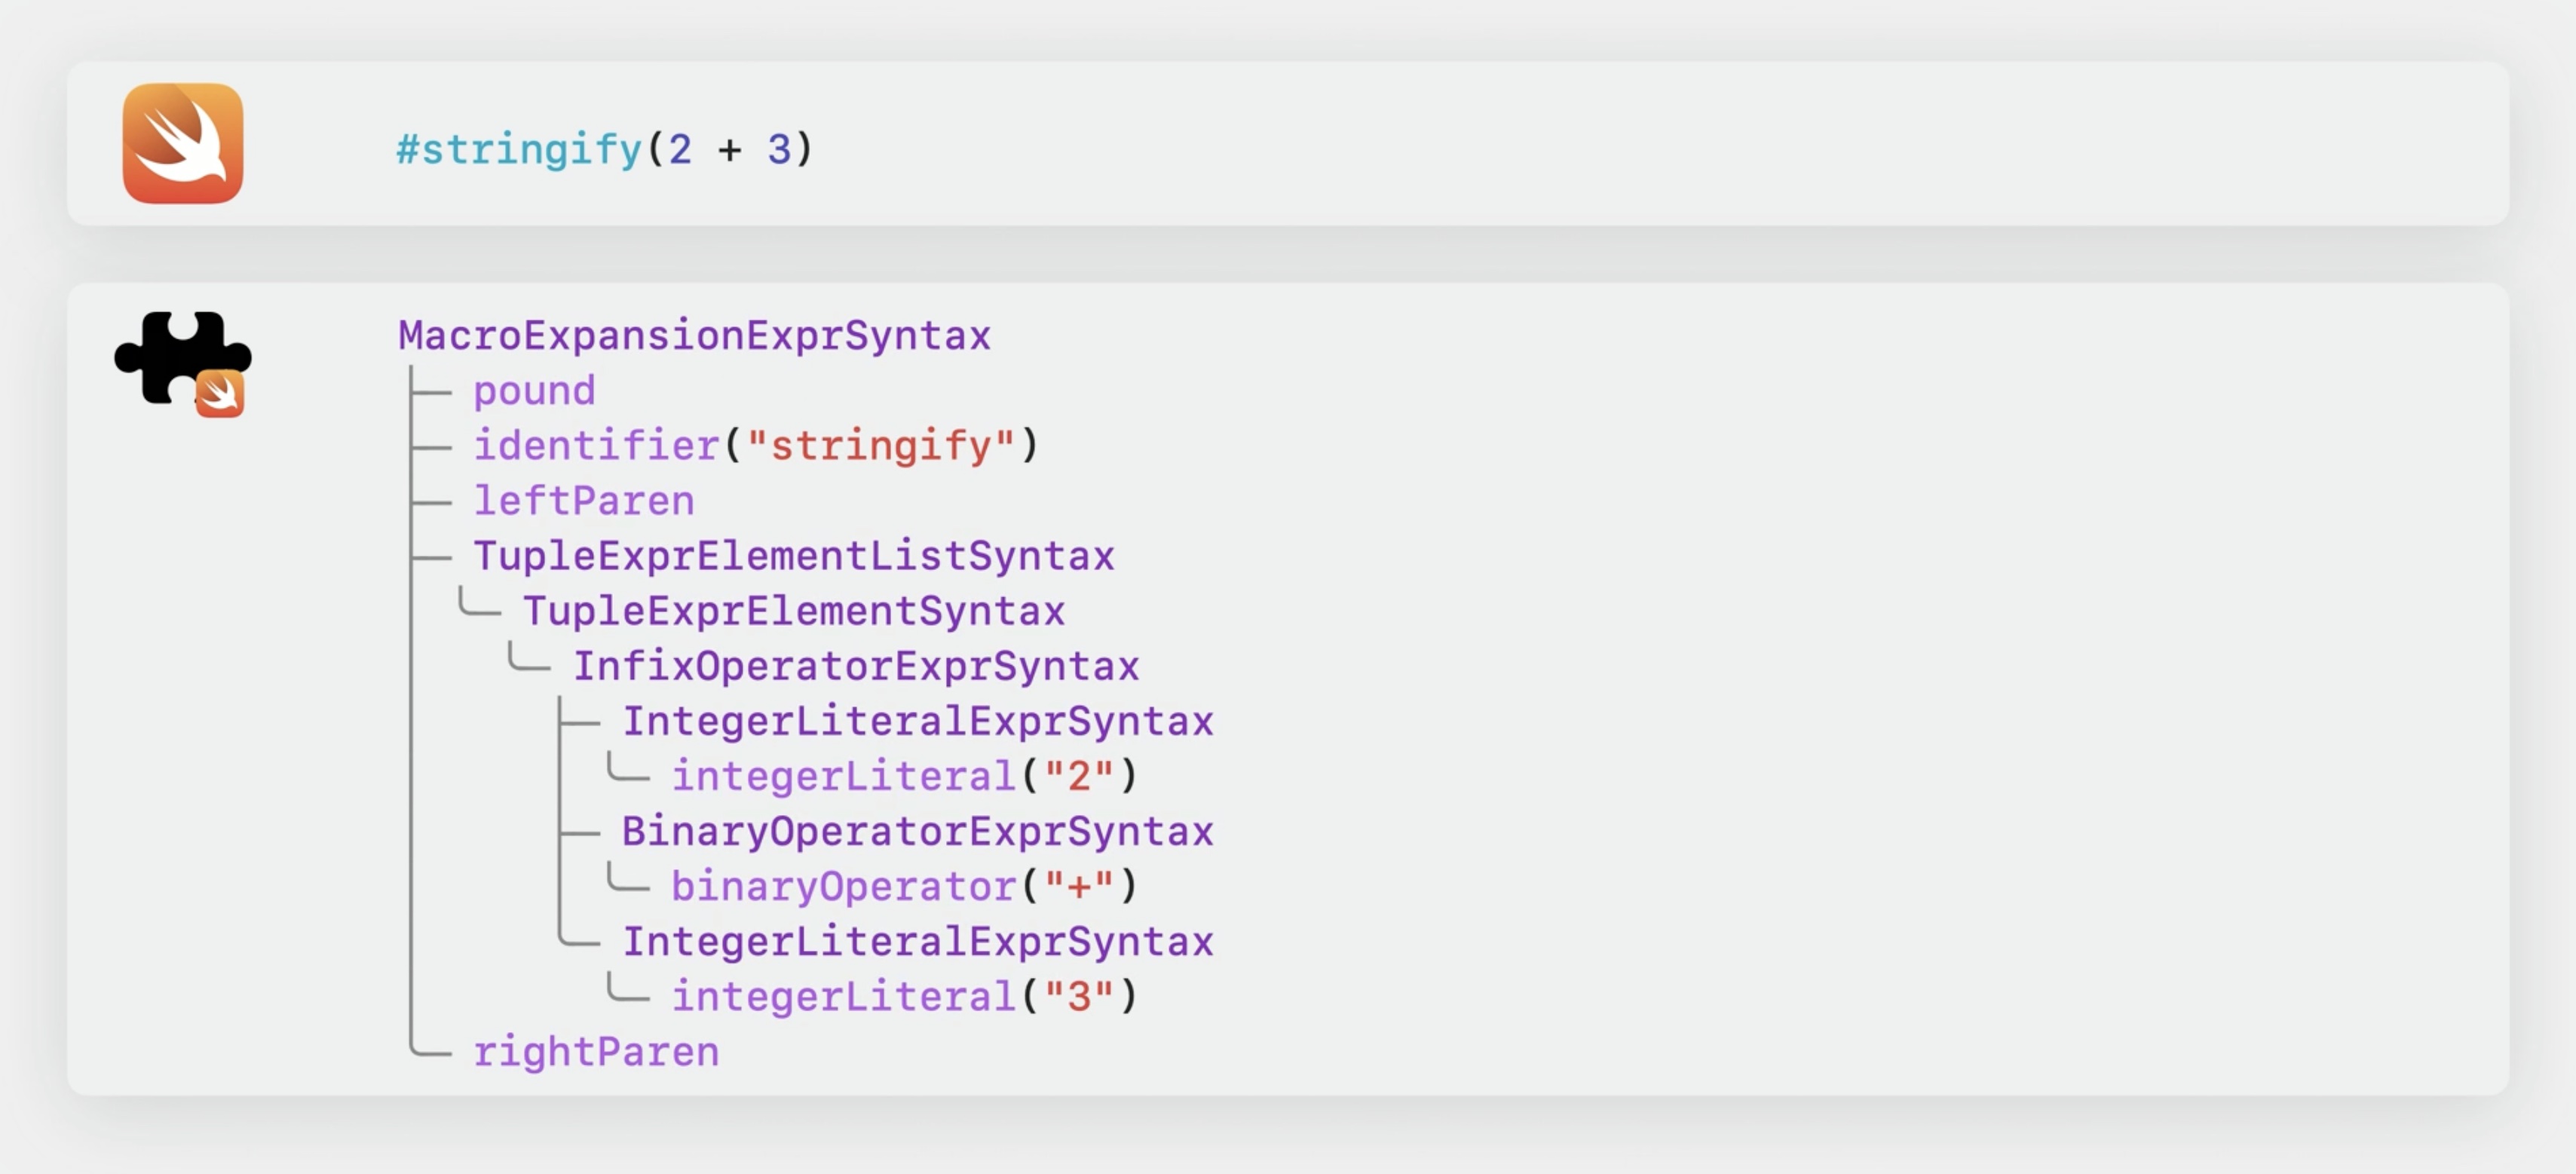 #stringify(2 + 3)
MacroExpansionExprSyntax
pound
identifier("stringify")
leftParen
TupleExprElementListSyntax
TupleExprElementSyntax
InfixOperatorExprSyntax
IntegerLiteralExprSyntax
integerLiteral("2")
BinaryOperatorExprSyntax
binaryOperator("+")
IntegerLiteralExprSyntax
integerLiteral("3")
rightParen